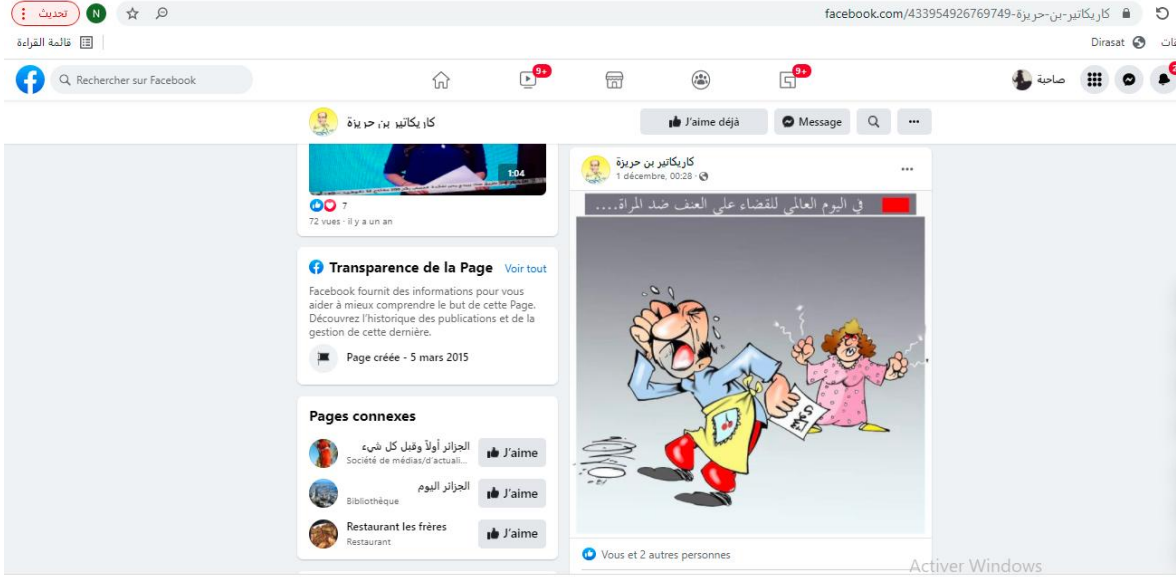 تحديث
N
facebook.com/433954926769749-كاريكاتير-بن-حريزة
قائمة القراءة
Dirasat
Rechercher sur Facebook
9+
9+
صاحبة
كاريكاتير بن حريزة
J'aime déjà
Message
1:04
7
72 vues · il y a un an
Transparence de la Page
Voir tout
Facebook fournit des informations pour vous
aider à mieux comprendre le but de cette Page.
Découvrez l'historique des publications et de la
gestion de cette dernière.
Page créée - 5 mars 2015
Pages connexes
الجزائر أولاً وقبل كل شيء
Société de médias/d'actuali...
J'aime
الجزائر اليوم
Bibliothèque
J'aime
Restaurant les frères
Restaurant
J'aime
كاريكاتير بن حريزة
1 décembre, 00:28
في اليوم العالمي للقضاء على العنف ضد المراة....
شكوى
Vous et 2 autres personnes
Activer Windows